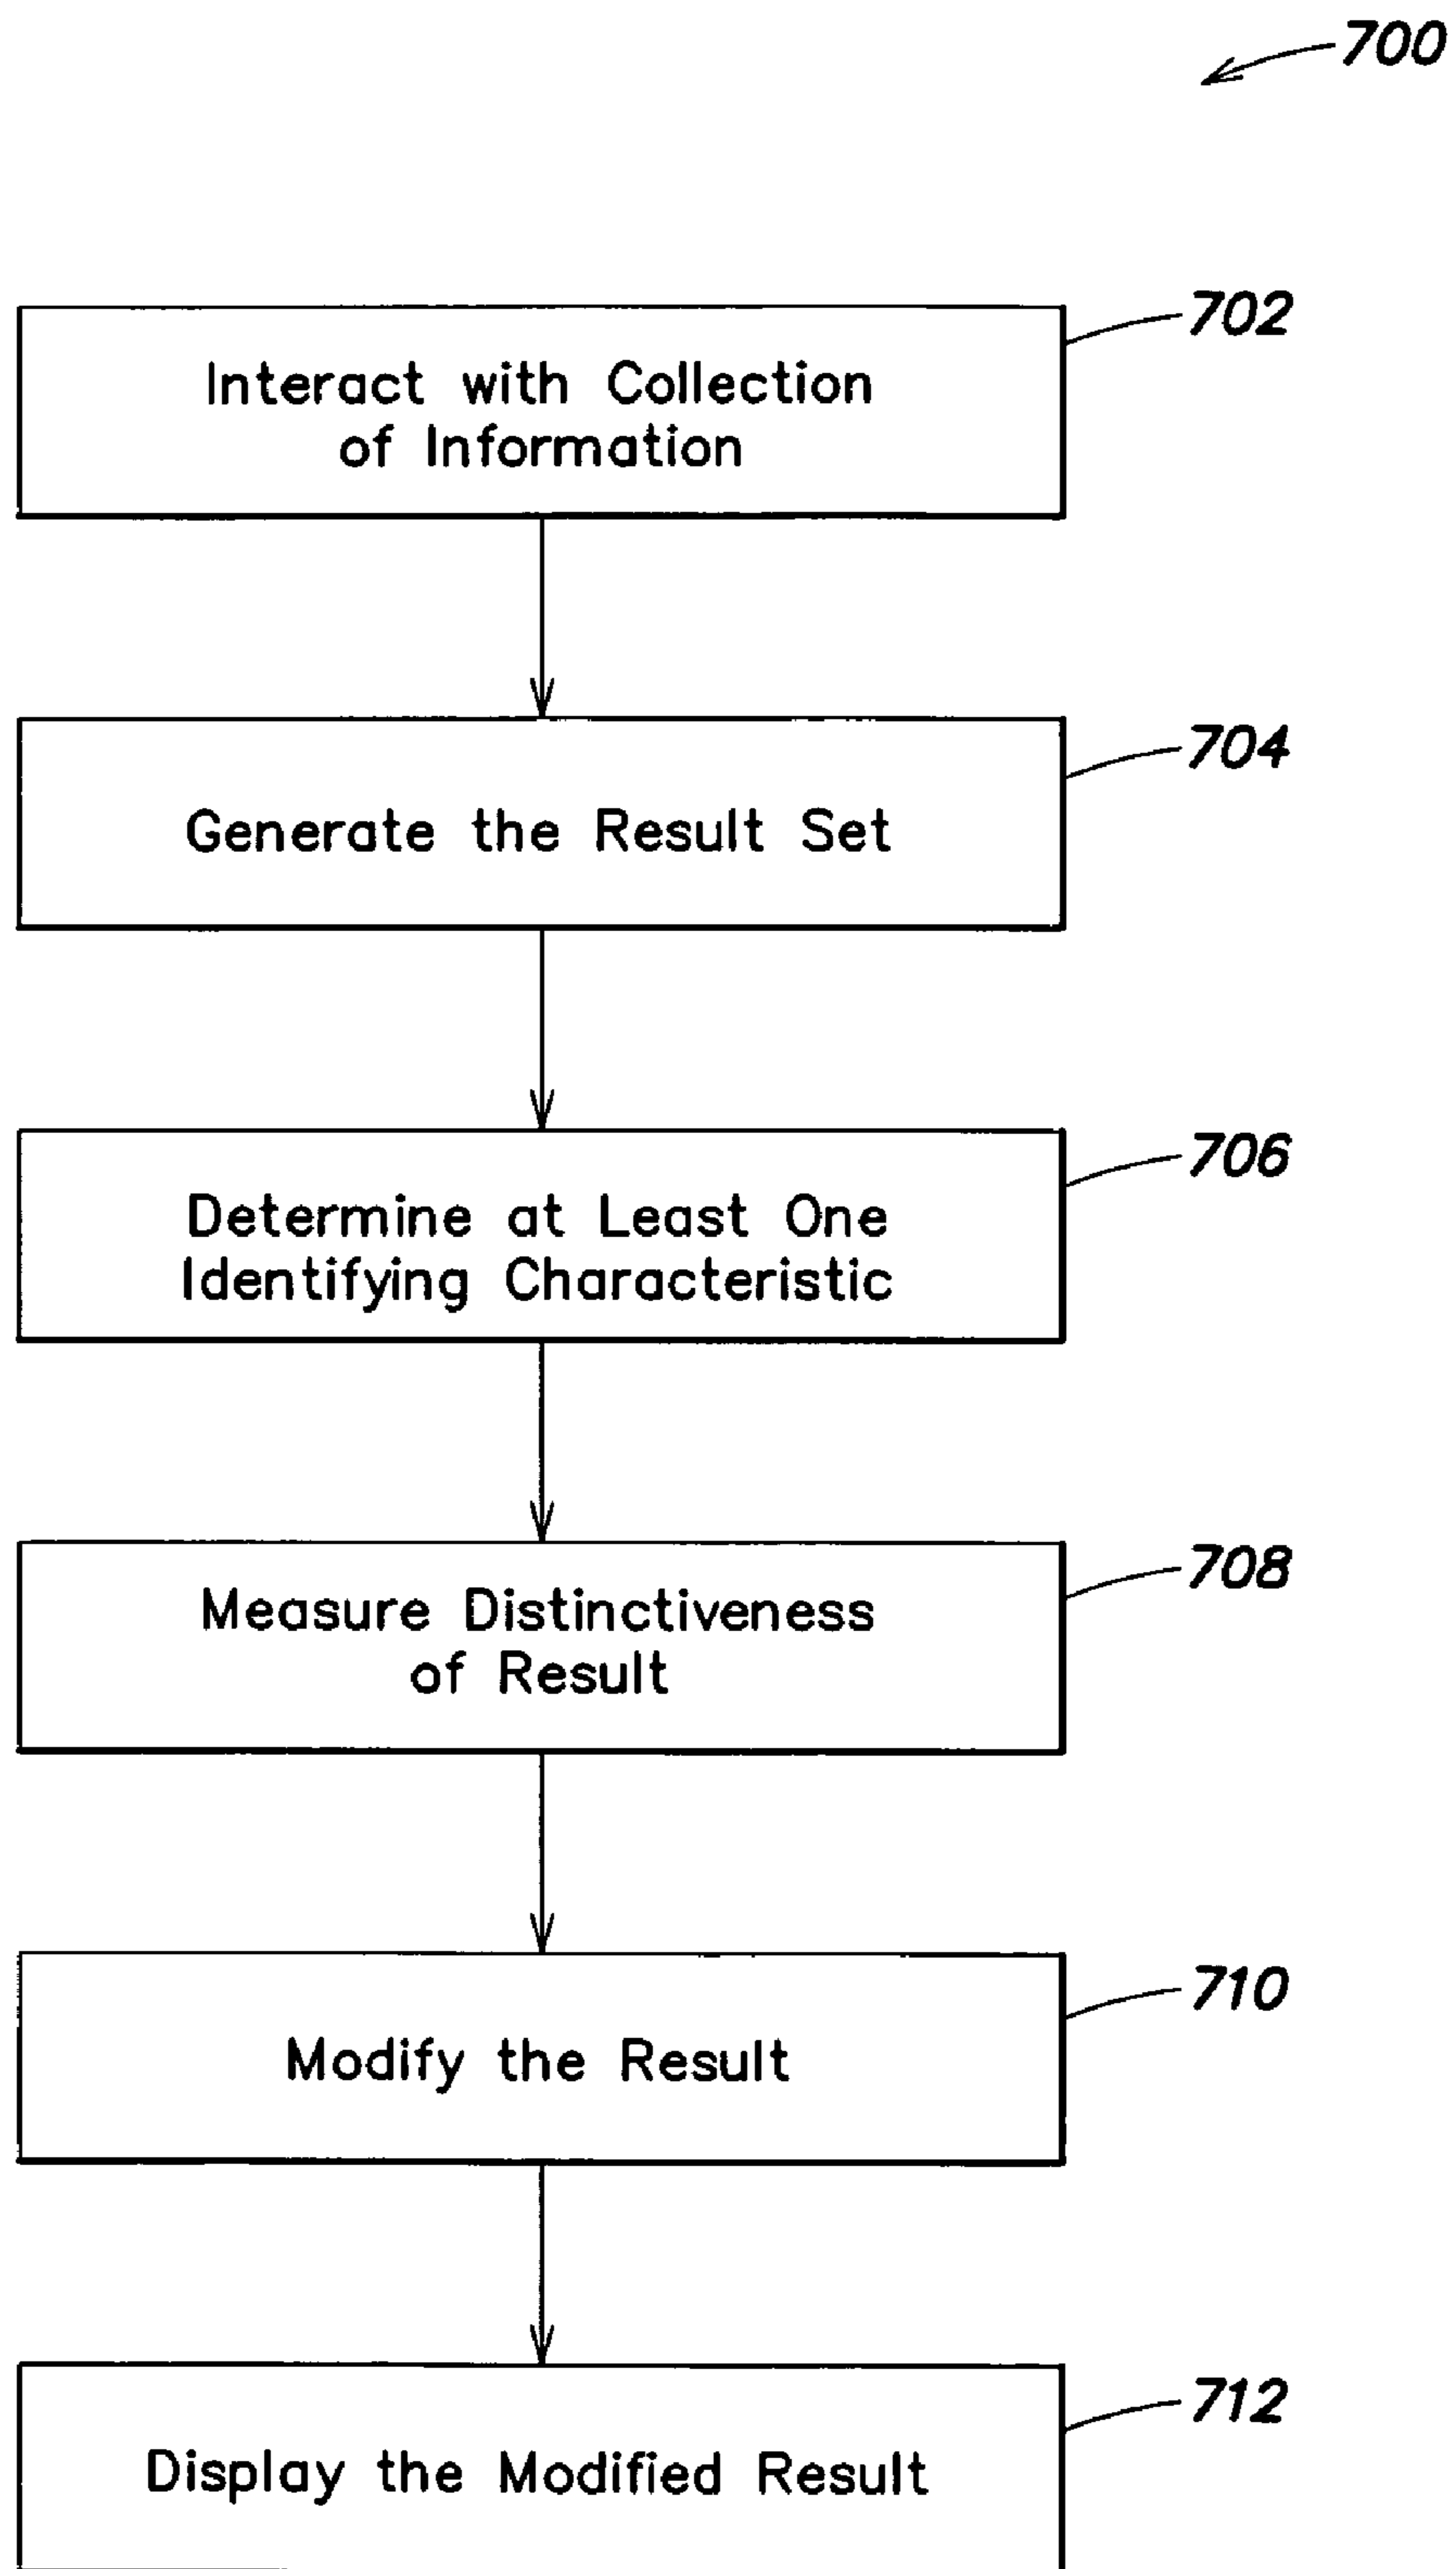 700
702
Interact with Collection
of Information
704
Generate the Result Set
706
Determine at Least One
Identifying Characteristic
708
Measure Distinctiveness
of Result
710
Modify the Result
712
Display the Modified Result